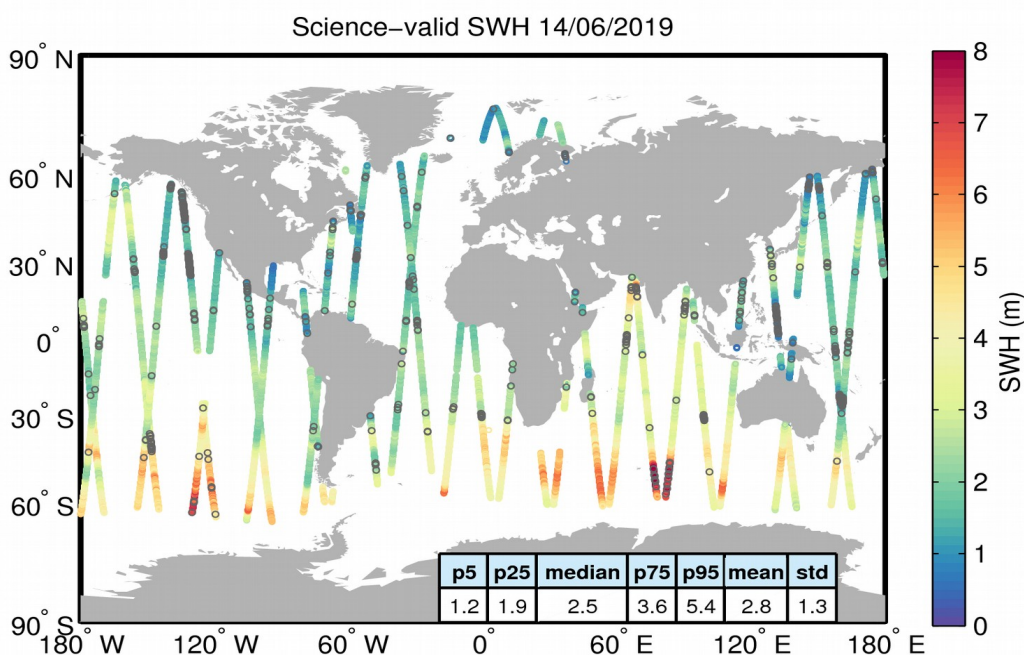 Science−valid SWH 14/06/2019
90° N
60° N
30° N
0°
30° S
60° S
90° S
180° W
120° W
60° W
0°
60° E
120° E
180° E
p5 p25 median p75 p95 mean std
1.2 1.9 2.5 3.6 5.4 2.8 1.3
8
7
6
5
4
3
2
1
0
SWH (m)